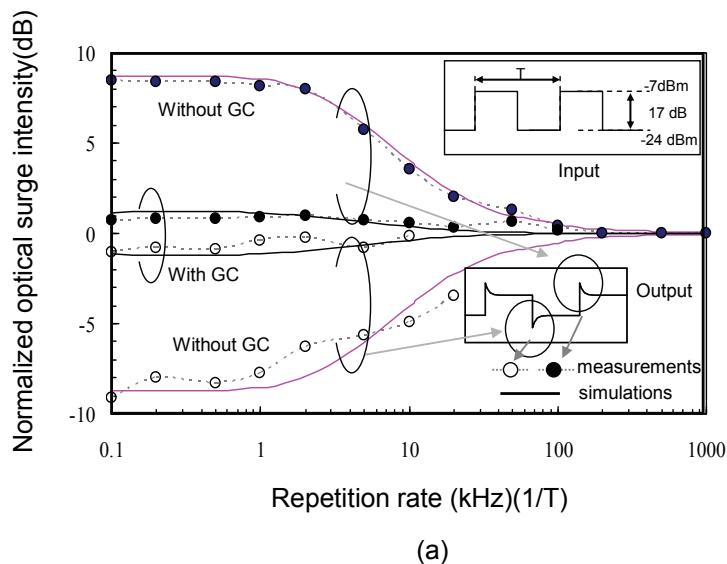 Normalized optical surge intensity(dB)
10
5
0
-5
-10
Without GC
With GC
Without GC
T
-7dBm
17 dB
-24 dBm
Input
Output
measurements
simulations
0.1
1
10
100
1000
Repetition rate (kHz)(1/T)
(a)